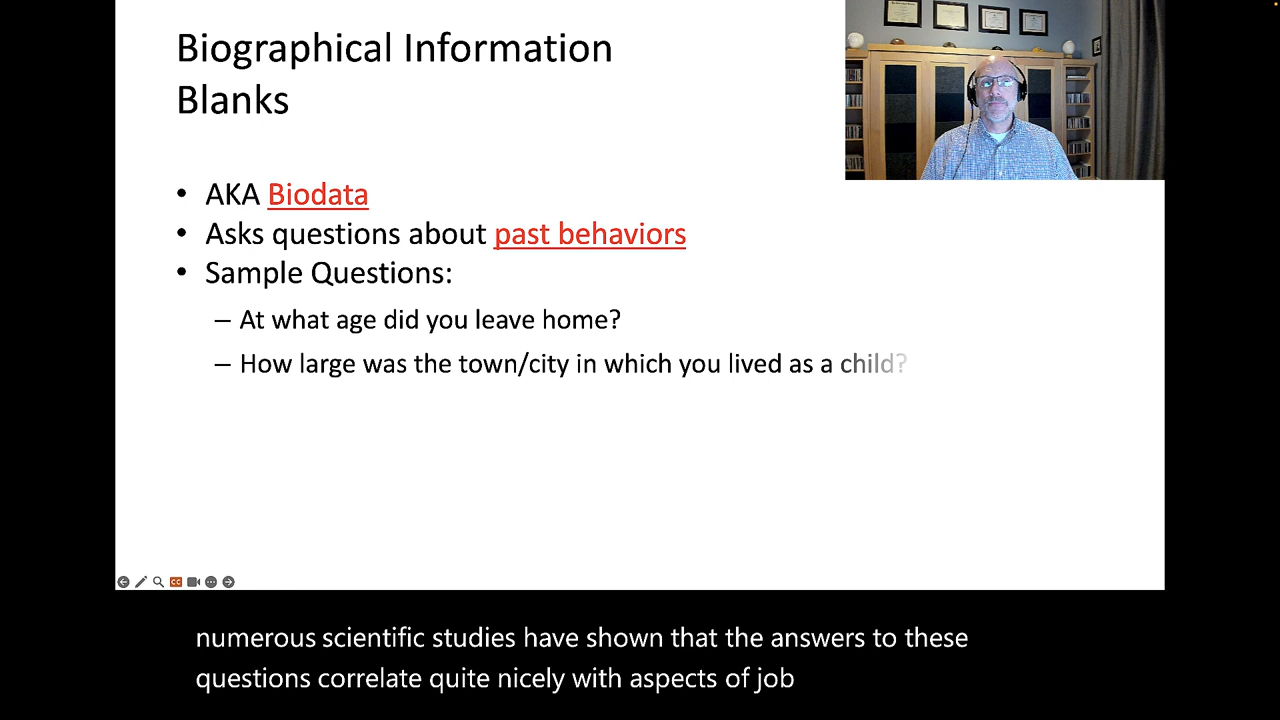 Biographical Information
Blanks
• AKA Biodata
• Asks questions about past behaviors
• Sample Questions:
– At what age did you leave home?
– How large was the town/city in which you lived as a child?
CC
numerous scientific studies have shown that the answers to these
questions correlate quite nicely with aspects of job